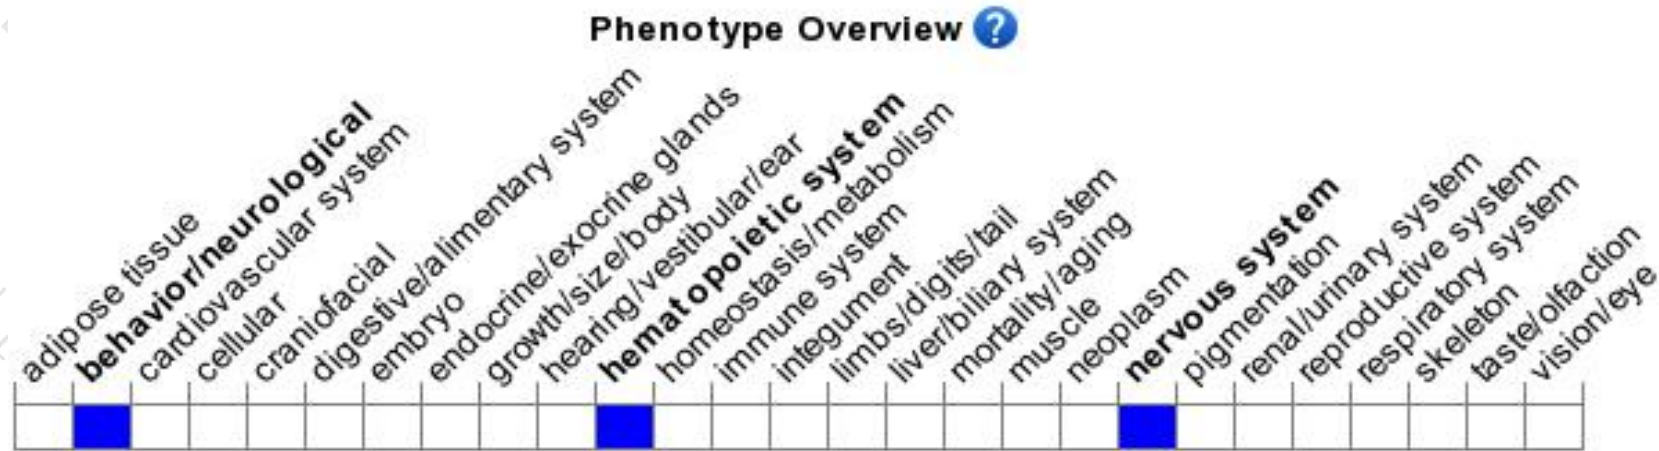 Phenotype Overview ?
adipose tissue
behavior/neurological
cardiovascular system
cellular
craniofacial
digestive/alimentary system
embryo
endocrine/exocrine glands
growth/size/body
hearing/vestibular/ear
hematopoietic system
homeostasis/metabolism
immune system
integument
limbs/digits/tail
liver/biliary system
mortality/aging
muscle
neoplasm
nervous system
pigmentation
renal/urinary system
reproductive system
respiratory system
skeleton
taste/olfaction
vision/eye